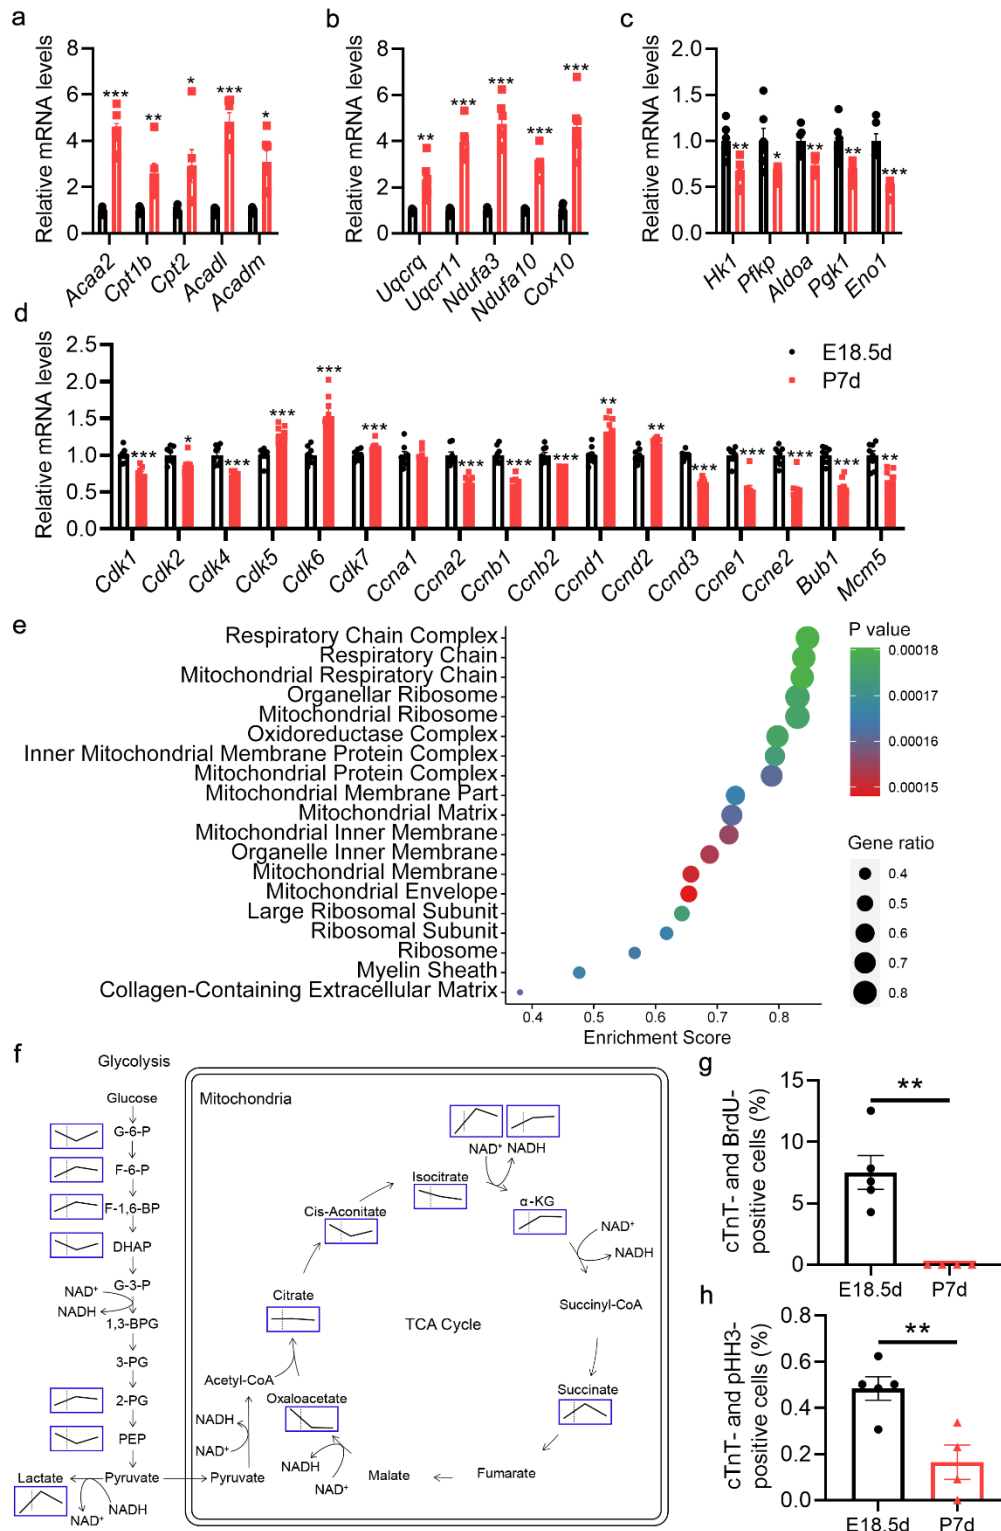 a
Relative mRNA levels
8
6
4
2
0
***
**
*
***
*
Acaa2
Cpt1b
Cpt2
Acadl
Acadm
b
Relative mRNA levels
8
6
4
2
0
**
***
***
***
***
Uqcrq
Uqcr11
Ndufa3
Ndufa10
Cox10
c
Relative mRNA levels
2.0
1.5
1.0
0.5
0.0
**
*
**
**
***
Hk1
Pfkp
Aldoa
Pgk1
Eno1
d
Relative mRNA levels
2.5
2.0
1.5
1.0
0.5
0.0
***
*
***
***
***
***
***
***
***
**
***
***
***
***
***
**
E18.5d
P7d
Cdk1
Cdk2
Cdk4
Cdk5
Cdk6
Cdk7
Ccna1
Ccna2
Ccnb1
Ccnb2
Ccnd1
Ccnd2
Ccnd3
Ccne1
Ccne2
Bub1
Mcm5
e
Respiratory Chain Complex
Respiratory Chain
Mitochondrial Respiratory Chain
Organellar Ribosome
Mitochondrial Ribosome
Oxidoreductase Complex
Inner Mitochondrial Membrane Protein Complex
Mitochondrial Protein Complex
Mitochondrial Membrane Part
Mitochondrial Matrix
Mitochondrial Inner Membrane
Organelle Inner Membrane
Mitochondrial Membrane
Mitochondrial Envelope
Large Ribosomal Subunit
Ribosomal Subunit
Ribosome
Myelin Sheath
Collagen-Containing Extracellular Matrix
0.4 0.5 0.6 0.7 0.8
Enrichment Score
P value
0.00018
0.00017
0.00016
0.00015
Gene ratio
0.4
0.5
0.6
0.7
0.8
f
Glycolysis
Glucose
G-6-P
F-6-P
F-1,6-BP
DHAP
G-3-P
NAD⁺
NADH
1,3-BPG
3-PG
2-PG
PEP
Lactate
Pyruvate
NADH
NAD⁺
Mitochondria
NAD⁺ NADH
Isocitrate
α-KG
Cis-Aconitate
NAD⁺
NADH
Citrate
TCA Cycle
Succinyl-CoA
Acetyl-CoA
Oxaloacetate
Succinate
NADH
NAD⁺
Pyruvate
NADH
NAD⁺
Malate
Fumarate
g
cTnT- and BrdU-
positive cells (%)
15
10
5
0
**
E18.5d P7d
h
cTnT- and pHH3-
positive cells (%)
0.8
0.6
0.4
0.2
0.0
**
E18.5d P7d